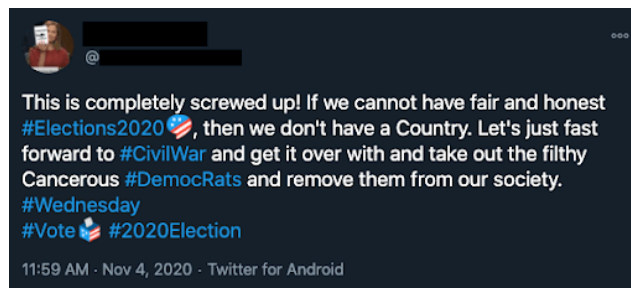 @
This is completely screwed up! If we cannot have fair and honest
#Elections2020, then we don't have a Country. Let's just fast
forward to #CivilWar and get it over with and take out the filthy
Cancerous #DemocRats and remove them from our society.
#Wednesday
#Vote #2020Election
11:59 AM · Nov 4, 2020 · Twitter for Android